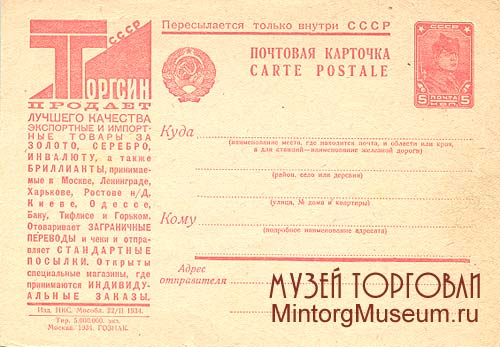 Пересылается только внутри СССР
СССР
ТОРГСИН
ПРОДАЕТ
ЛУЧШЕГО КАЧЕСТВА
ЭКСПОРТНЫЕ И ИМПОРТ-
НЫЕ ТОВАРЫ ЗА
ЗОЛОТО, СЕРЕБРО,
ИНВАЛЮТУ, а также
БРИЛЛИАНТЫ, принимае-
мые в Москве, Ленинграде,
Харькове, Ростове н/Д,
Киеве, Одессе,
Баку, Тифлисе и Горьком.
Отоваривает ЗАГРАНИЧНЫЕ
ПЕРЕВОДЫ и чеки и отпра-
вляет СТАНДАРТНЫЕ
ПОСЫЛКИ. Открыты
специальные магазины, где
принимаются ИНДИВИДУ-
АЛЬНЫЕ ЗАКАЗЫ.
Изд. НКС. Мособл. 22/II 1934.
Тир. 5.000.000. экз.
Москва. 1934. ГОЗНАК.
ПОЧТОВАЯ КАРТОЧКА
CARTE POSTALE
СССР
5 ПОЧТА 5
КОП.
Куда
(наименование места, где находится почта, и области или края,
а для станций—наименование железной дороги)
(район, село или деревня)
(улица, № дома и квартиры)
Кому
(подробное наименование адресата)
Адрес
отправителя
МУЗЕЙ ТОРГОВЛИ
MintorgMuseum.ru